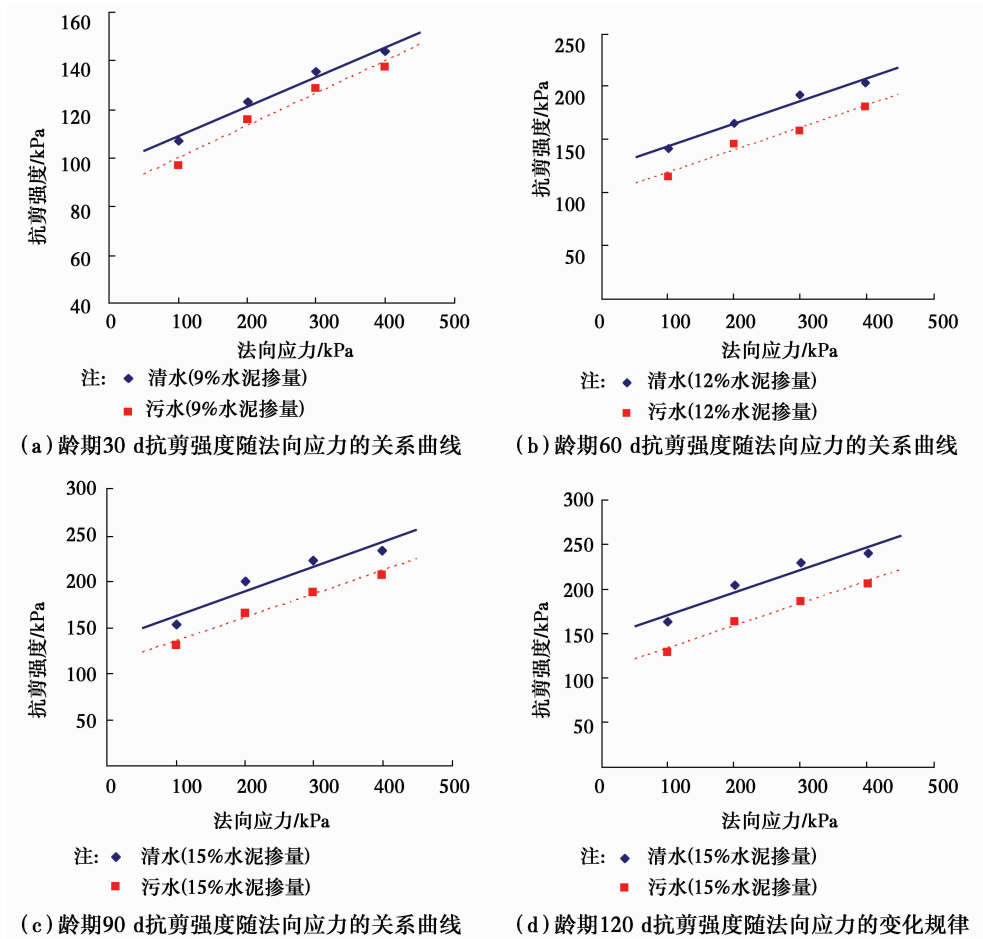 160
140
120
100
80
60
40
抗剪强度/kPa
0 100 200 300 400 500
法向应力/kPa
注: 清水(9%水泥掺量)
污水(9%水泥掺量)
(a)龄期30 d抗剪强度随法向应力的关系曲线
250
200
150
100
50
抗剪强度/kPa
0 100 200 300 400 500
法向应力/kPa
注: 清水(12%水泥掺量)
污水(12%水泥掺量)
(b)龄期60 d抗剪强度随法向应力的关系曲线
300
250
200
150
100
50
抗剪强度/kPa
0 100 200 300 400 500
法向应力/kPa
注: 清水(15%水泥掺量)
污水(15%水泥掺量)
(c)龄期90 d抗剪强度随法向应力的关系曲线
300
250
200
150
100
50
抗剪强度/kPa
0 100 200 300 400 500
法向应力/kPa
注: 清水(15%水泥掺量)
污水(15%水泥掺量)
(d)龄期120 d抗剪强度随法向应力的变化规律